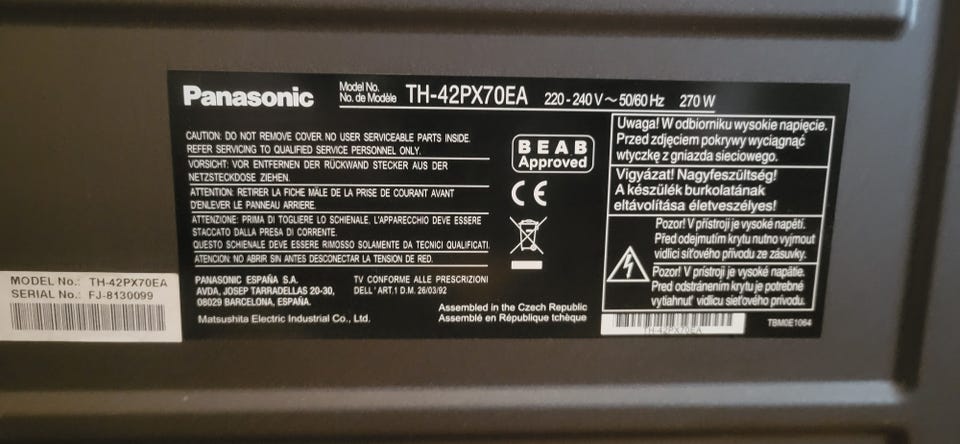 Panasonic
Model No.
No. de Modèle
TH-42PX70EA 220-240 V ~ 50/60 Hz 270 W
CAUTION: DO NOT REMOVE COVER. NO USER SERVICEABLE PARTS INSIDE.
REFER SERVICING TO QUALIFIED SERVICE PERSONNEL ONLY.
VORSICHT: VOR ENTFERNEN DER RÜCKWAND STECKER AUS DER
NETZSTECKDOSE ZIEHEN.
ATTENTION: RETIRER LA FICHE MÂLE DE LA PRISE DE COURANT AVANT
D'ENLEVER LE PANNEAU ARRIERE.
ATTENZIONE: PRIMA DI TOGLIERE LO SCHIENALE, L'APPARECCHIO DEVE ESSERE
STACCATO DALLA PRESA DI CORRENTE.
QUESTO SCHIENALE DEVE ESSERE RIMOSSO SOLAMENTE DA TECNICI QUALIFICATI.
ATENCION: NO ABRIR SIN ANTES DESCONECTAR LA TENSION DE RED.
PANASONIC ESPAÑA S.A.
AVDA, JOSEP TARRADELLAS 20-30,
08029 BARCELONA, ESPAÑA.
TV CONFORME ALLE PRESCRIZIONI
DELL'ART.1 D.M. 26/03/92
Matsushita Electric Industrial Co., Ltd.
Assembled in the Czech Republic
Assemblé en République tchèque
BEAB
Approved
CE
Uwaga! W odbiorniku wysokie napięcie.
Przed zdjęciem pokrywy wyciągnąć
wtyczkę z gniazda sieciowego.
Vigyázat! Nagyfeszültség!
A készülék burkolatának
eltávolítása életveszélyes!
Pozor! V přístroji je vysoké napětí.
Před odejmutím krytu nutno vyjmout
vidlici síťového přívodu ze zásuvky.
Pozor! V prístroji je vysoké napätie.
Pred odstránením krytu je potrebné
vytiahnuť vidlicu sieťového prívodu.
TH-42PX70EA
TBM0E1064
MODEL No.: TH-42PX70EA
SERIAL No.: FJ-8130099